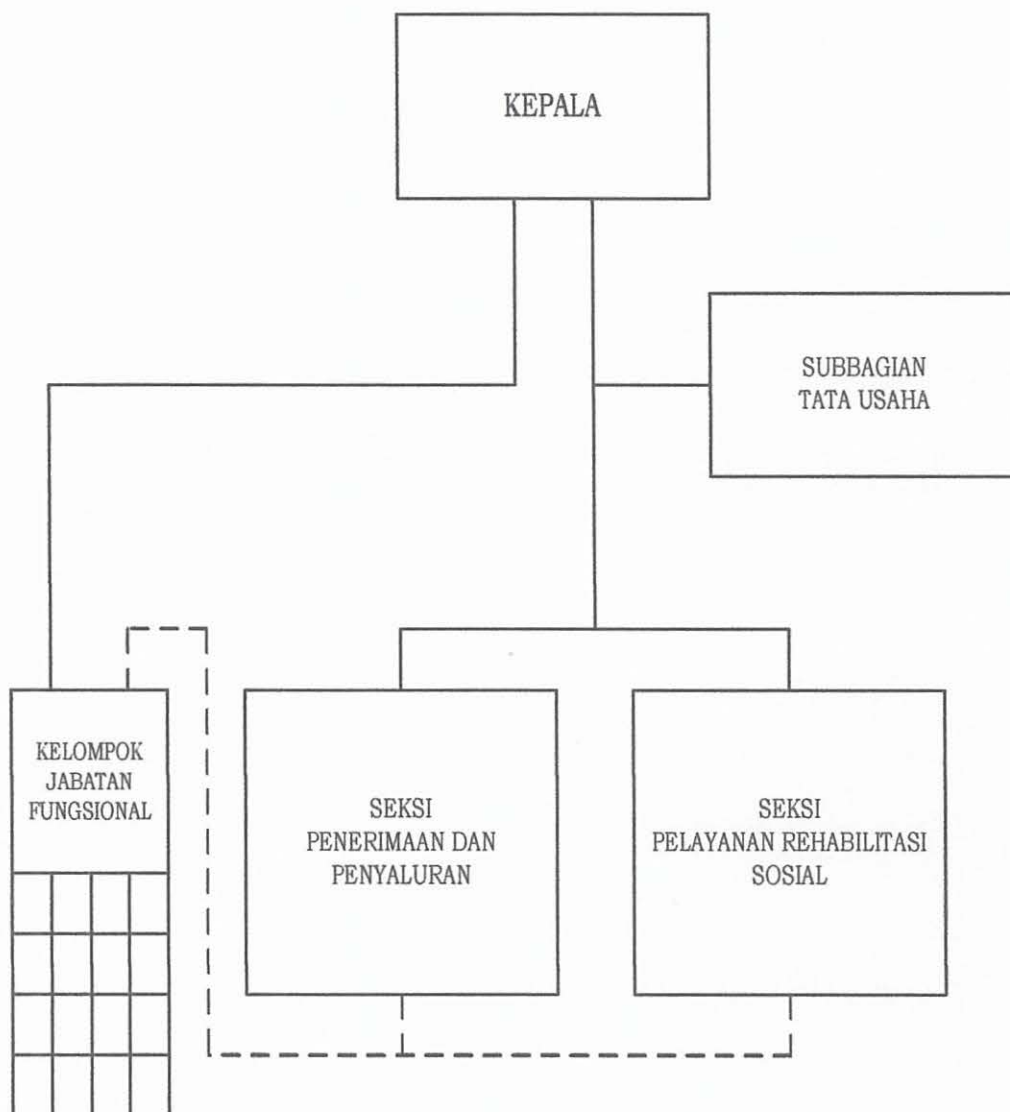 KEPALA
SUBBAGIAN
TATA USAHA
KELOMPOK
JABATAN
FUNGSIONAL
SEKSI
PENERIMAAN DAN
PENYALURAN
SEKSI
PELAYANAN REHABILITASI
SOSIAL